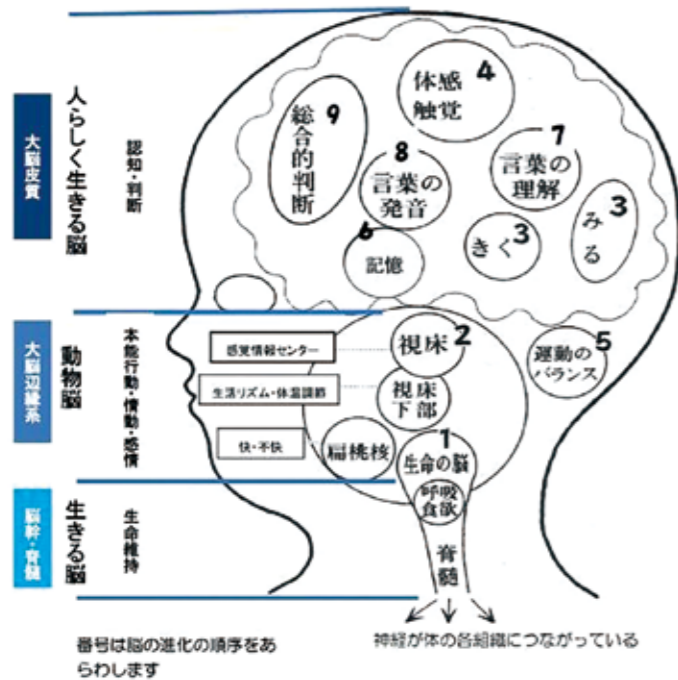 大脳皮質
人らしく生きる脳
認知・判断
9
総合的判断
4
体感
触覚
8
言葉の
発音
7
言葉の
理解
6
記憶
3
きく
3
みる
大脳辺縁系
動物脳
本能行動・情動・感情
感覚情報センター
視床
2
生活リズム・体温調節
視床
下部
快・不快
扁桃核
5
運動の
バランス
1
生命の脳
呼吸
食欲
脊髄
脳幹・脊髄
生きる脳
生命維持
番号は脳の進化の順序をあ
らわします
神経が体の各組織につながっている